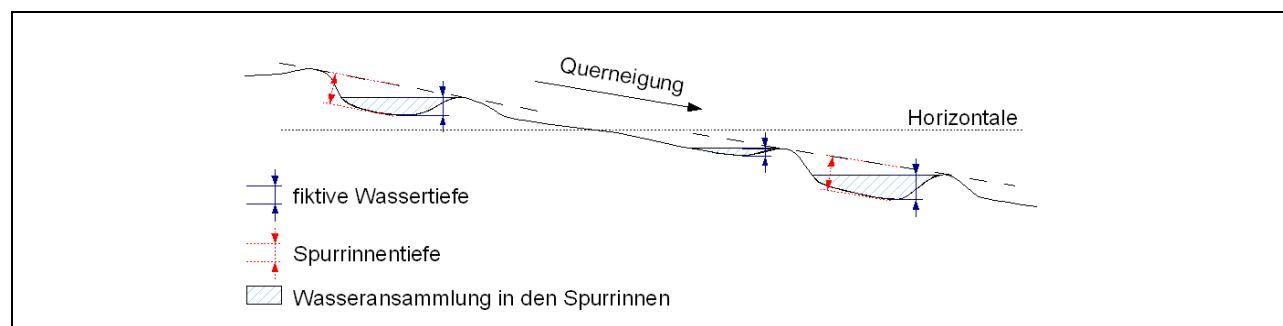 Querneigung
Horizontale
fiktive Wassertiefe
Spurrinnentiefe
Wasseransammlung in den Spurrinnen